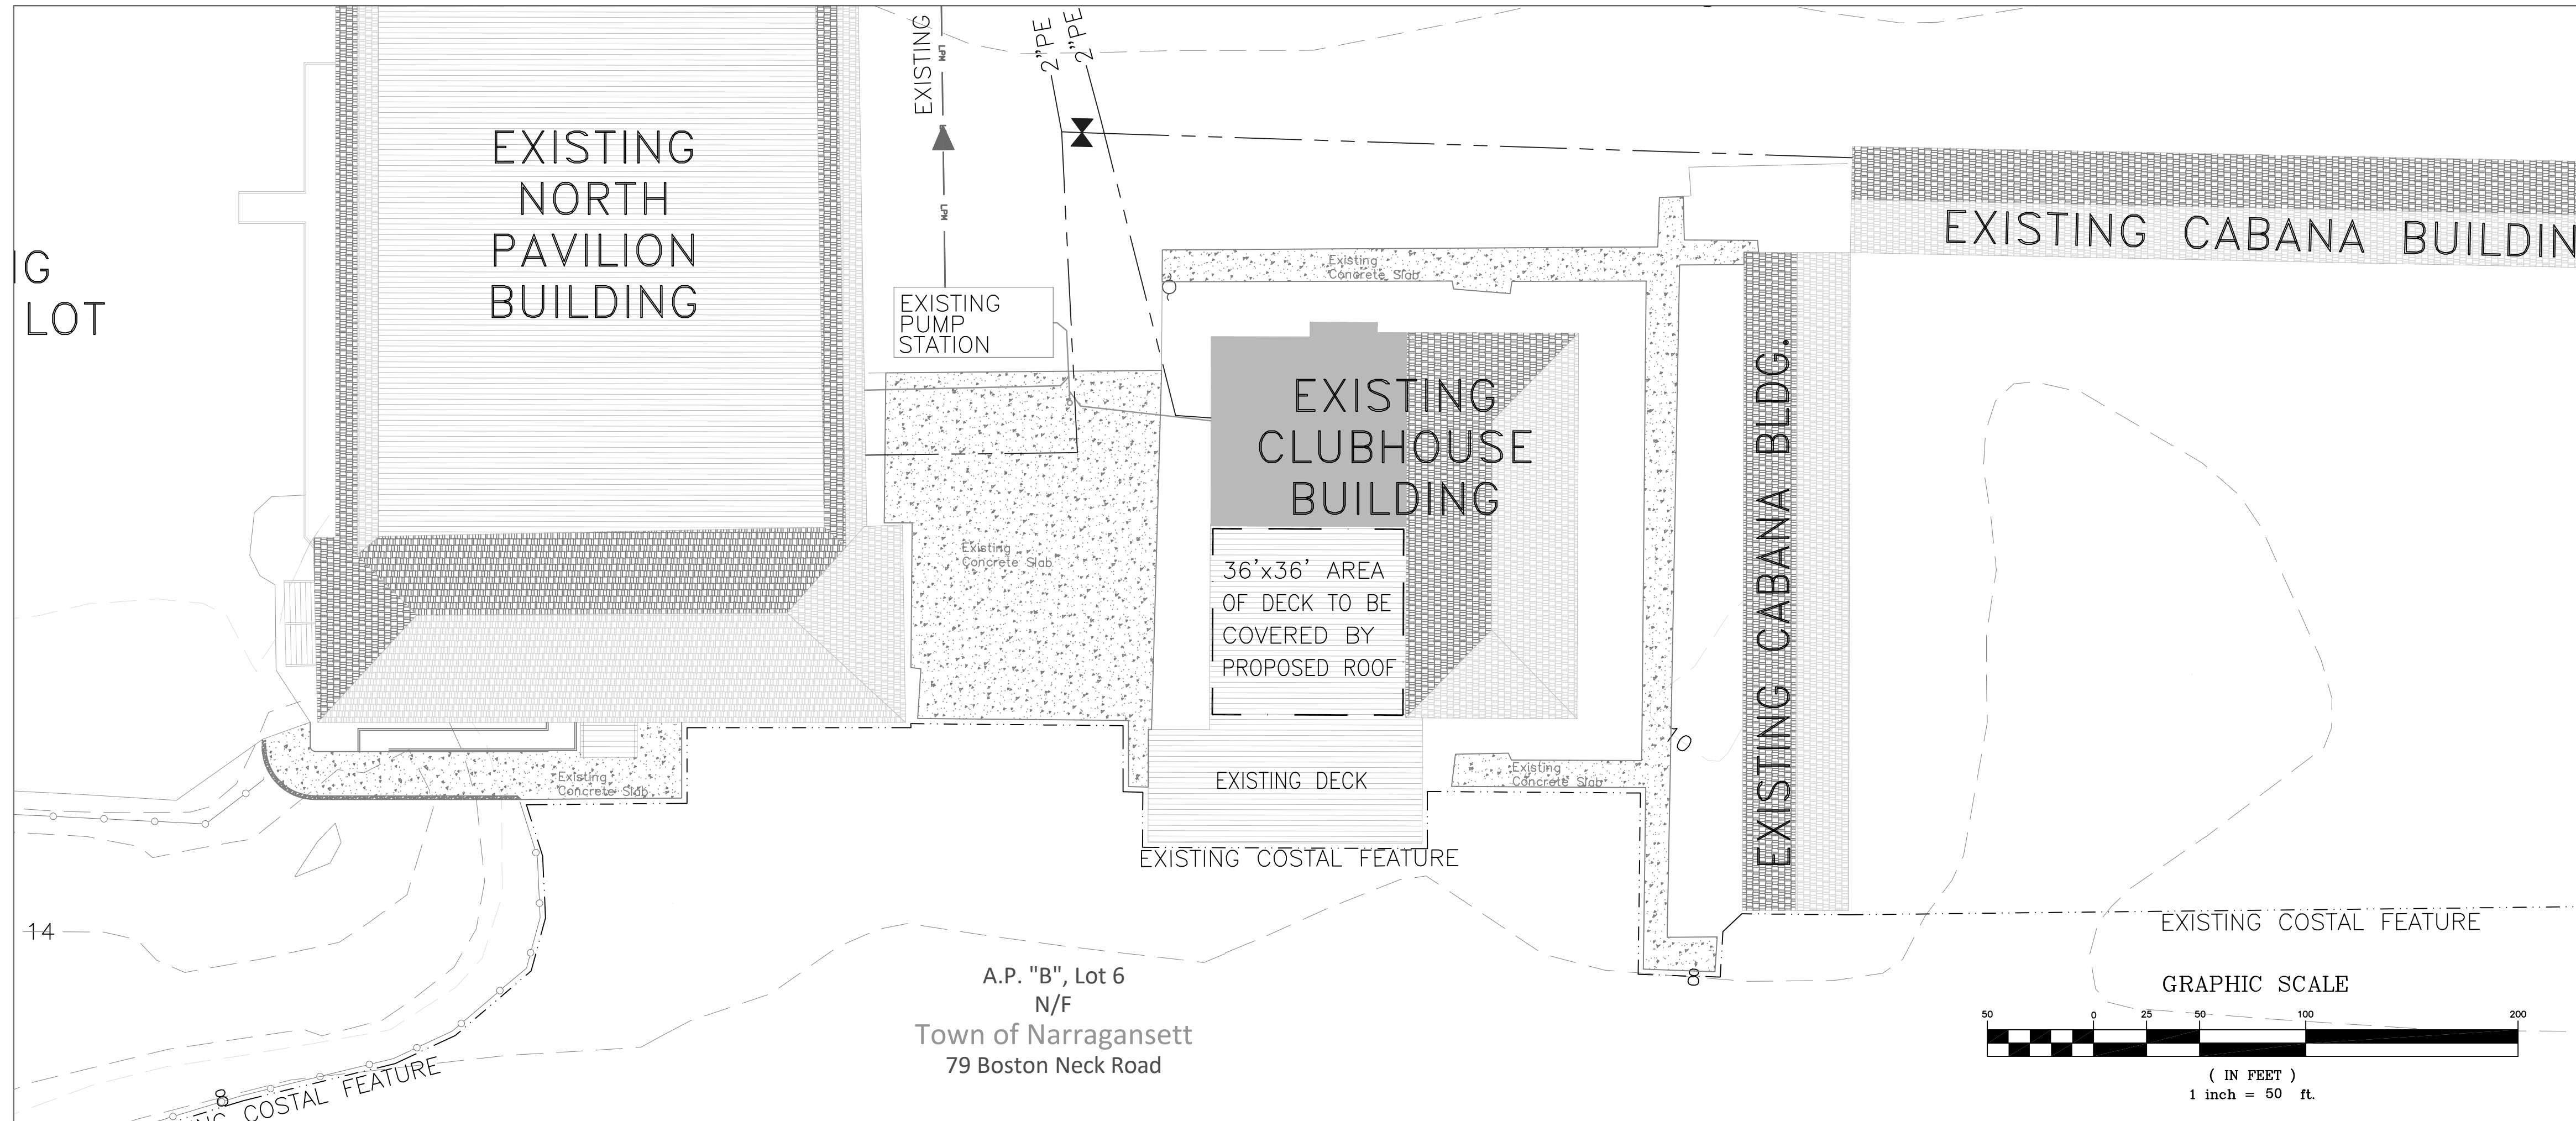 EXISTING
2"PE
2"PE
LPM
LPM
EXISTING
NORTH
PAVILION
BUILDING
LOT
EXISTING
PUMP
STATION
Existing
Concrete Slab
EXISTING CABANA BUILDIN
EXISTING
CLUBHOUSE
BUILDING
EXISTING CABANA BLDG.
Existing
Concrete Slab
36'x36' AREA
OF DECK TO BE
COVERED BY
PROPOSED ROOF
10
EXISTING DECK
Existing
Concrete Slab
Existing
Concrete Slab
EXISTING COSTAL FEATURE
14
EXISTING COSTAL FEATURE
8
A.P. "B", Lot 6
N/F
Town of Narragansett
79 Boston Neck Road
GRAPHIC SCALE
50 0 25 50 100 200
( IN FEET )
1 inch = 50 ft.
8
NG COSTAL FEATURE